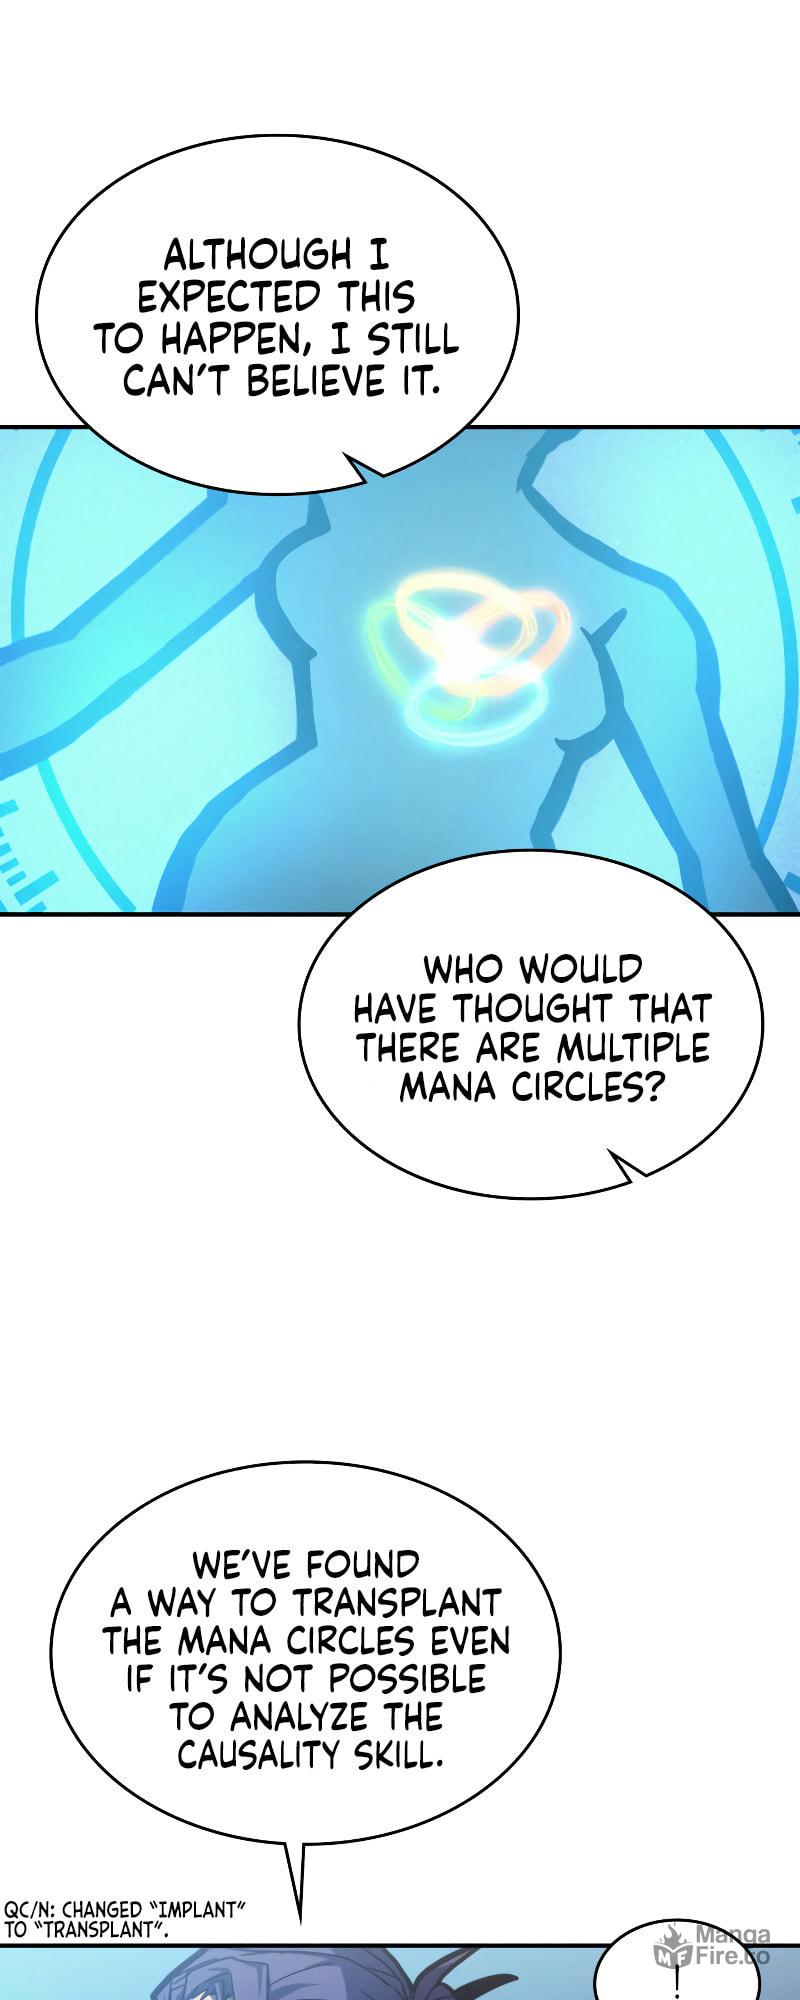 ALTHOUGH I
EXPECTED THIS
TO HAPPEN, I STILL
CAN'T BELIEVE IT.
WHO WOULD
HAVE THOUGHT THAT
THERE ARE MULTIPLE
MANA CIRCLES?
WE'VE FOUND
A WAY TO TRANSPLANT
THE MANA CIRCLES EVEN
IF IT'S NOT POSSIBLE
TO ANALYZE THE
CAUSALITY SKILL.
QC/N: CHANGED "IMPLANT"
TO "TRANSPLANT".
!
MF
Manga
Fire.to